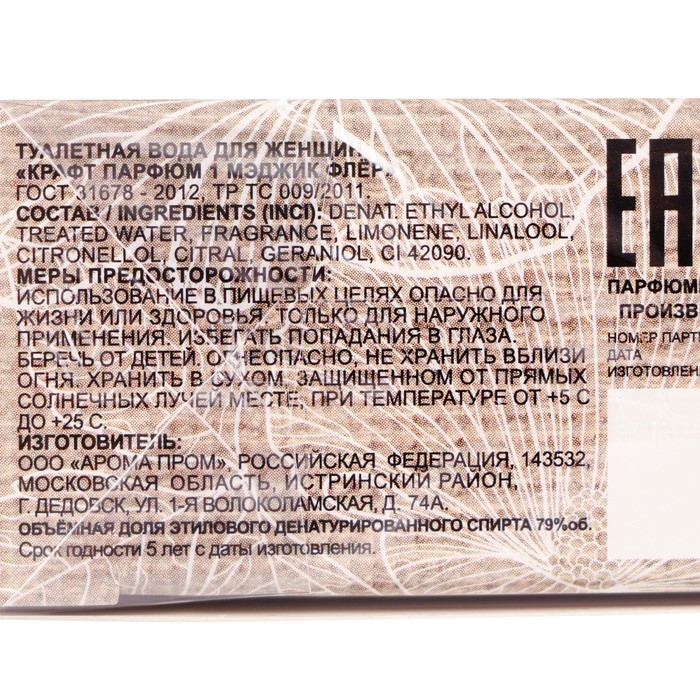 ТУАЛЕТНАЯ ВОДА ДЛЯ ЖЕНЩИН
«КРАФТ ПАРФЮМ 1 МЭДЖИК ФЛЁР»
ГОСТ 31678 - 2012, ТР ТС 009/2011.
СОСТАВ / INGREDIENTS (INCI): DENAT. ETHYL ALCOHOL,
TREATED WATER, FRAGRANCE, LIMONENE, LINALOOL,
CITRONELLOL, CITRAL, GERANIOL, CI 42090.
МЕРЫ ПРЕДОСТОРОЖНОСТИ:
ИСПОЛЬЗОВАНИЕ В ПИЩЕВЫХ ЦЕЛЯХ ОПАСНО ДЛЯ
ЖИЗНИ ИЛИ ЗДОРОВЬЯ, ТОЛЬКО ДЛЯ НАРУЖНОГО
ПРИМЕНЕНИЯ. ИЗБЕГАТЬ ПОПАДАНИЯ В ГЛАЗА.
БЕРЕЧЬ ОТ ДЕТЕЙ. ОГНЕОПАСНО. НЕ ХРАНИТЬ ВБЛИЗИ
ОГНЯ. ХРАНИТЬ В СУХОМ, ЗАЩИЩЕННОМ ОТ ПРЯМЫХ
СОЛНЕЧНЫХ ЛУЧЕЙ МЕСТЕ, ПРИ ТЕМПЕРАТУРЕ ОТ +5 С
ДО +25 С.
ИЗГОТОВИТЕЛЬ:
ООО «АРОМА ПРОМ», РОССИЙСКАЯ ФЕДЕРАЦИЯ, 143532,
МОСКОВСКАЯ ОБЛАСТЬ, ИСТРИНСКИЙ РАЙОН,
Г. ДЕДОВСК, УЛ. 1-Я ВОЛОКОЛАМСКАЯ, Д. 74А.
ОБЪЁМНАЯ ДОЛЯ ЭТИЛОВОГО ДЕНАТУРИРОВАННОГО СПИРТА 79%об.
Срок годности 5 лет с даты изготовления.
EA
ПАРФЮМ
ПРОИЗВ
НОМЕР ПАРТ
ДАТА
ИЗГОТОВЛЕН